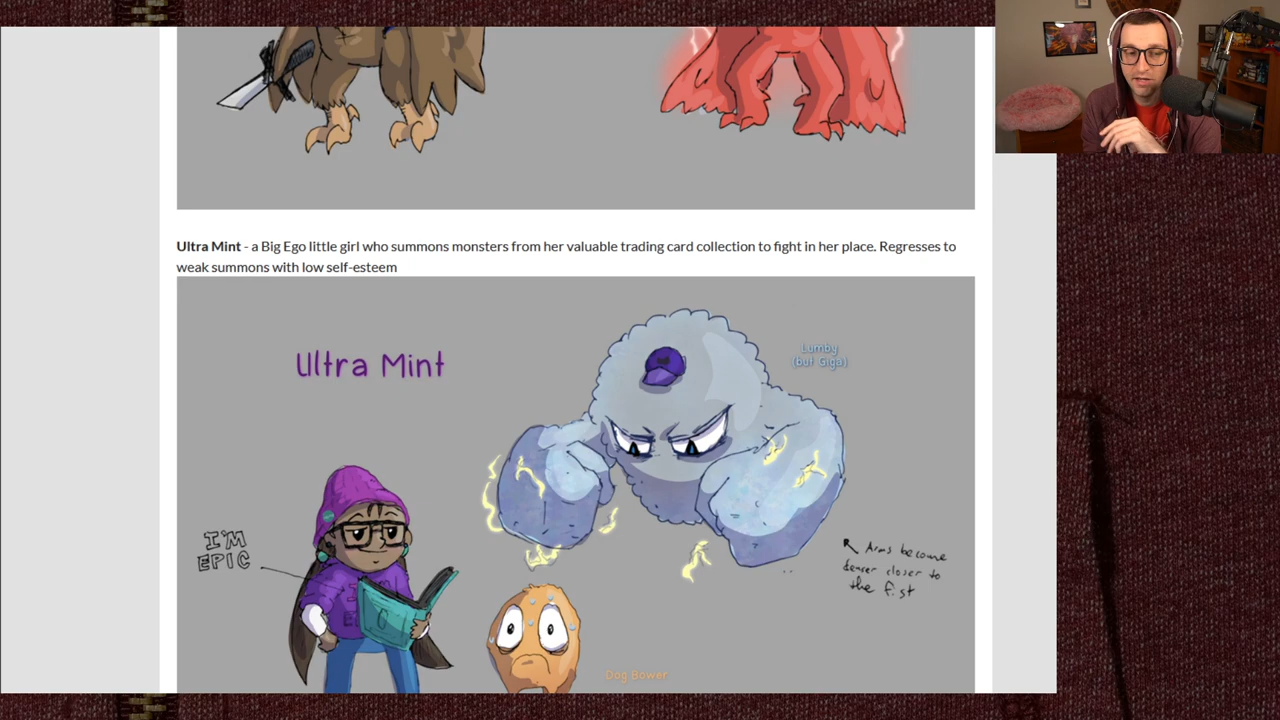 Ultra Mint - a Big Ego little girl who summons monsters from her valuable trading card collection to fight in her place. Regresses to
weak summons with low self-esteem
Ultra Mint
Lumby
(but Giga)
I'M
EPIC
Arms become
denser closer to
the fist
Dog Bower